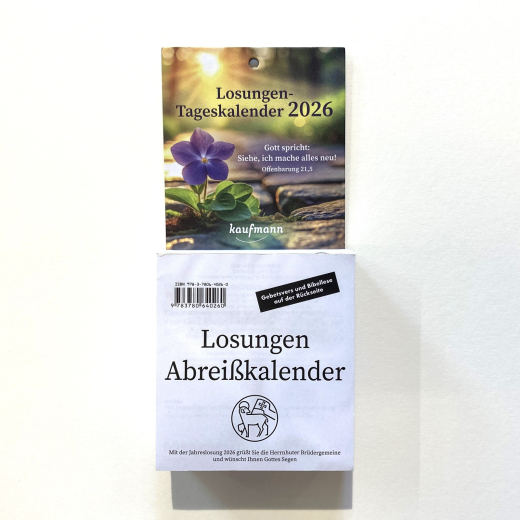 Losungen-
Tageskalender 2026
Gott spricht:
Siehe, ich mache alles neu!
Offenbarung 21,5
kaufmann
Gebetsvers und Bibellese
auf der Rückseite
Losungen
Abreißkalender
Mit der Jahreslosung 2026 grüßt Sie die Herrnhuter Brüdergemeine
und wünscht Ihnen Gottes Segen